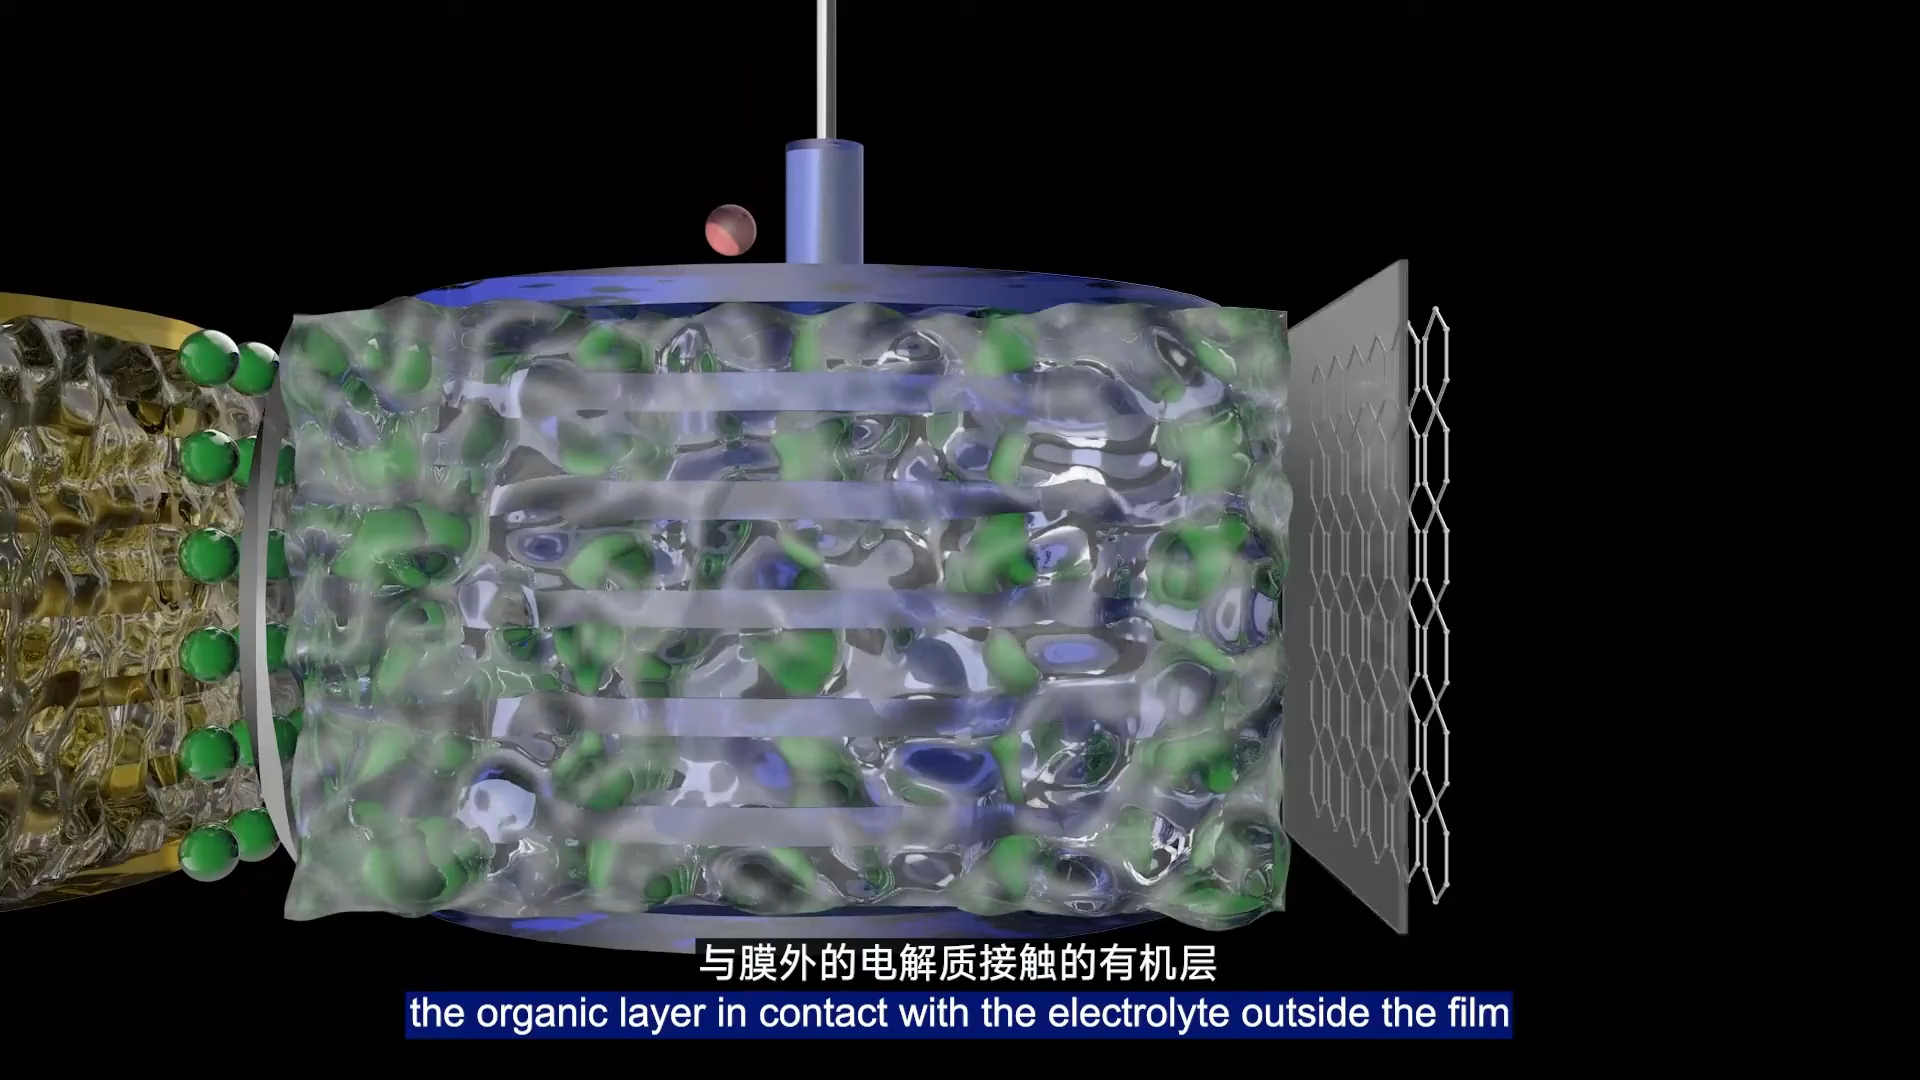 与膜外的电解质接触的有机层
the organic layer in contact with the electrolyte outside the film